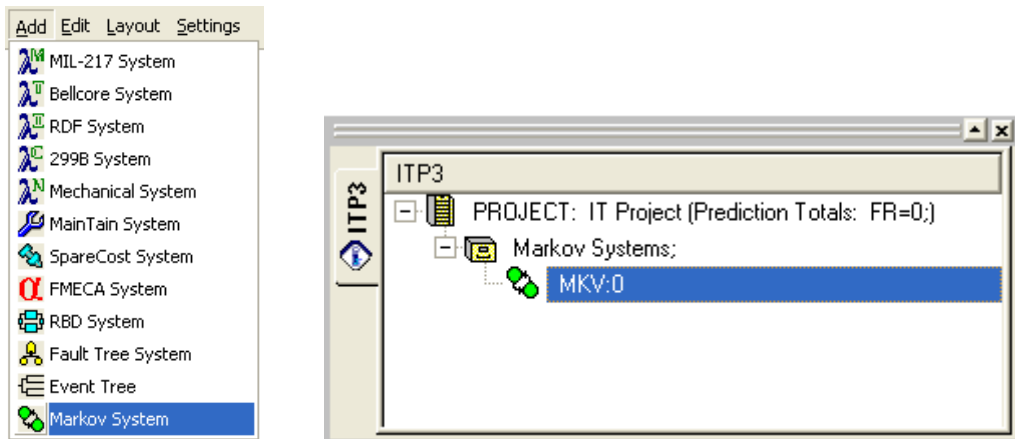 Add Edit Layout Settings
MIL-217 System
Bellcore System
RDF System
299B System
Mechanical System
MainTain System
SpareCost System
FMECA System
RBD System
Fault Tree System
Event Tree
Markov System
ITP3
ITP3
PROJECT: IT Project (Prediction Totals: FR=0;)
Markov Systems;
MKV:0